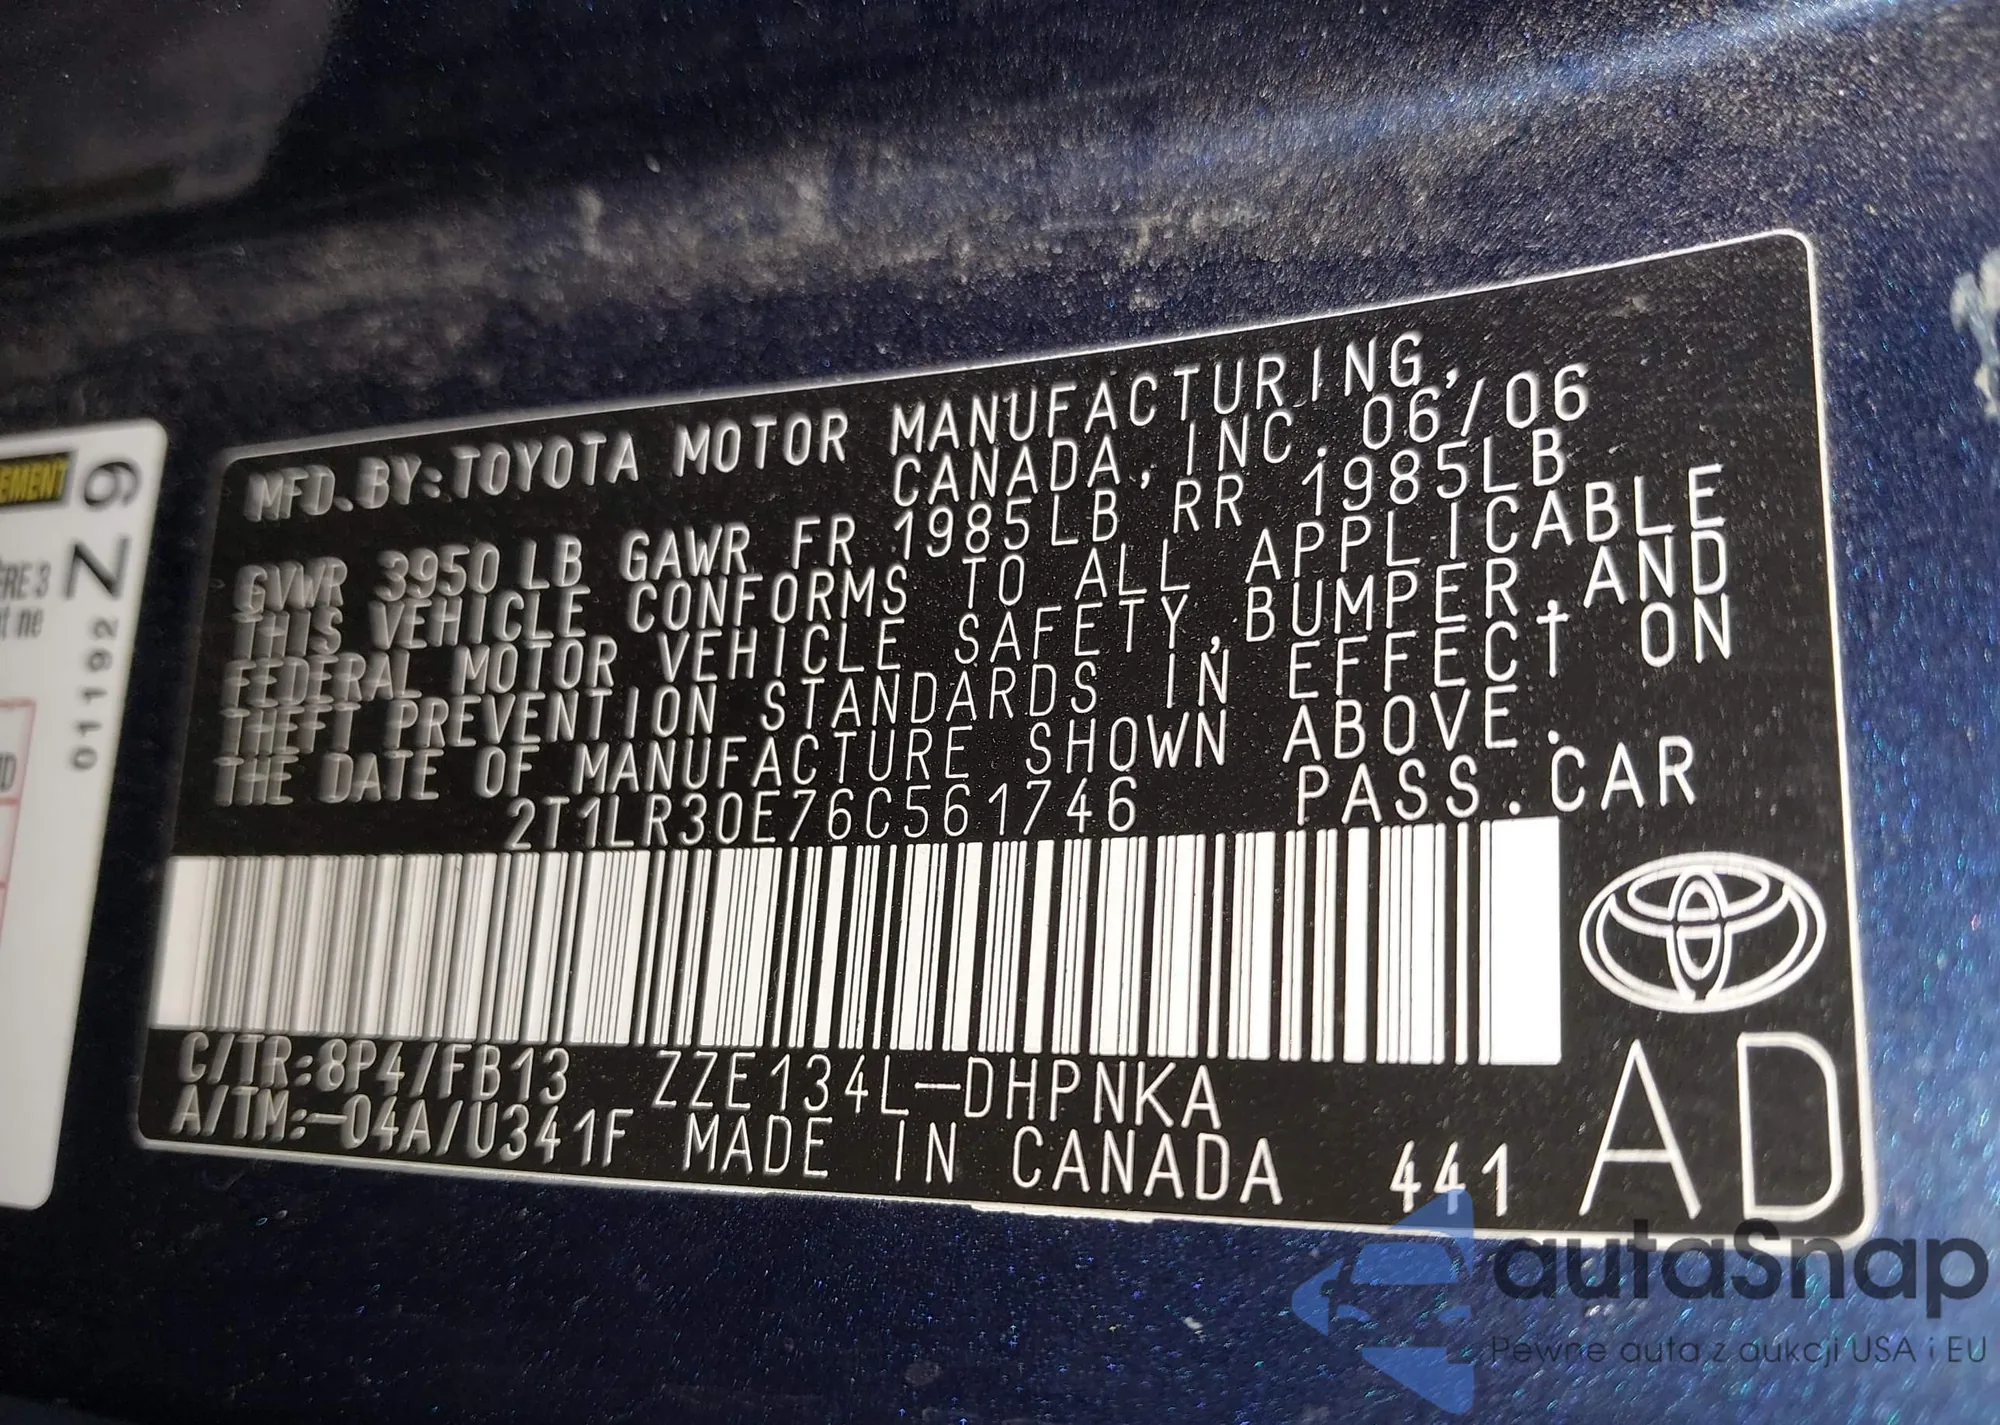 MFD. BY: TOYOTA MOTOR MANUFACTURING,
CANADA, INC. 06/06
GVWR 3950 LB GAWR FR 1985LB RR 1985LB
THIS VEHICLE CONFORMS TO ALL APPLICABLE
FEDERAL MOTOR VEHICLE SAFETY, BUMPER, AND
THEFT PREVENTION STANDARDS IN EFFECT ON
THE DATE OF MANUFACTURE SHOWN ABOVE.
2T1LR30E76C561746 PASS. CAR
C/TR:8P4/FB13 ZZE134L-DHPNKA
A/TM:-04A/U341F MADE IN CANADA 441
AD
01192
Z9
autaSnap
Pewne auta z aukcji USA i EU